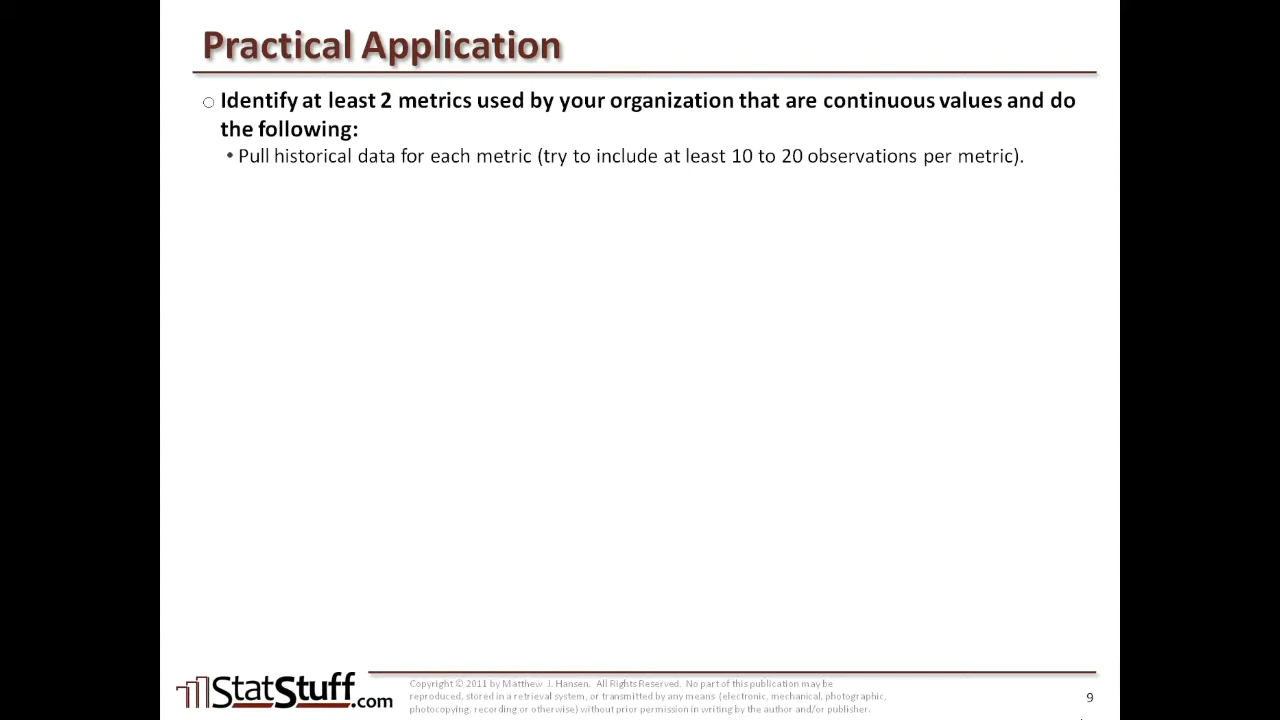 Practical Application
○ Identify at least 2 metrics used by your organization that are continuous values and do
the following:
• Pull historical data for each metric (try to include at least 10 to 20 observations per metric).
StatStuff.com
Copyright © 2011 by Matthew J. Hansen. All Rights Reserved. No part of this publication may be
reproduced, stored in a retrieval system, or transmitted by any means (electronic, mechanical, photographic,
photocopying, recording or otherwise) without prior permission in writing by the author and/or publisher.
9